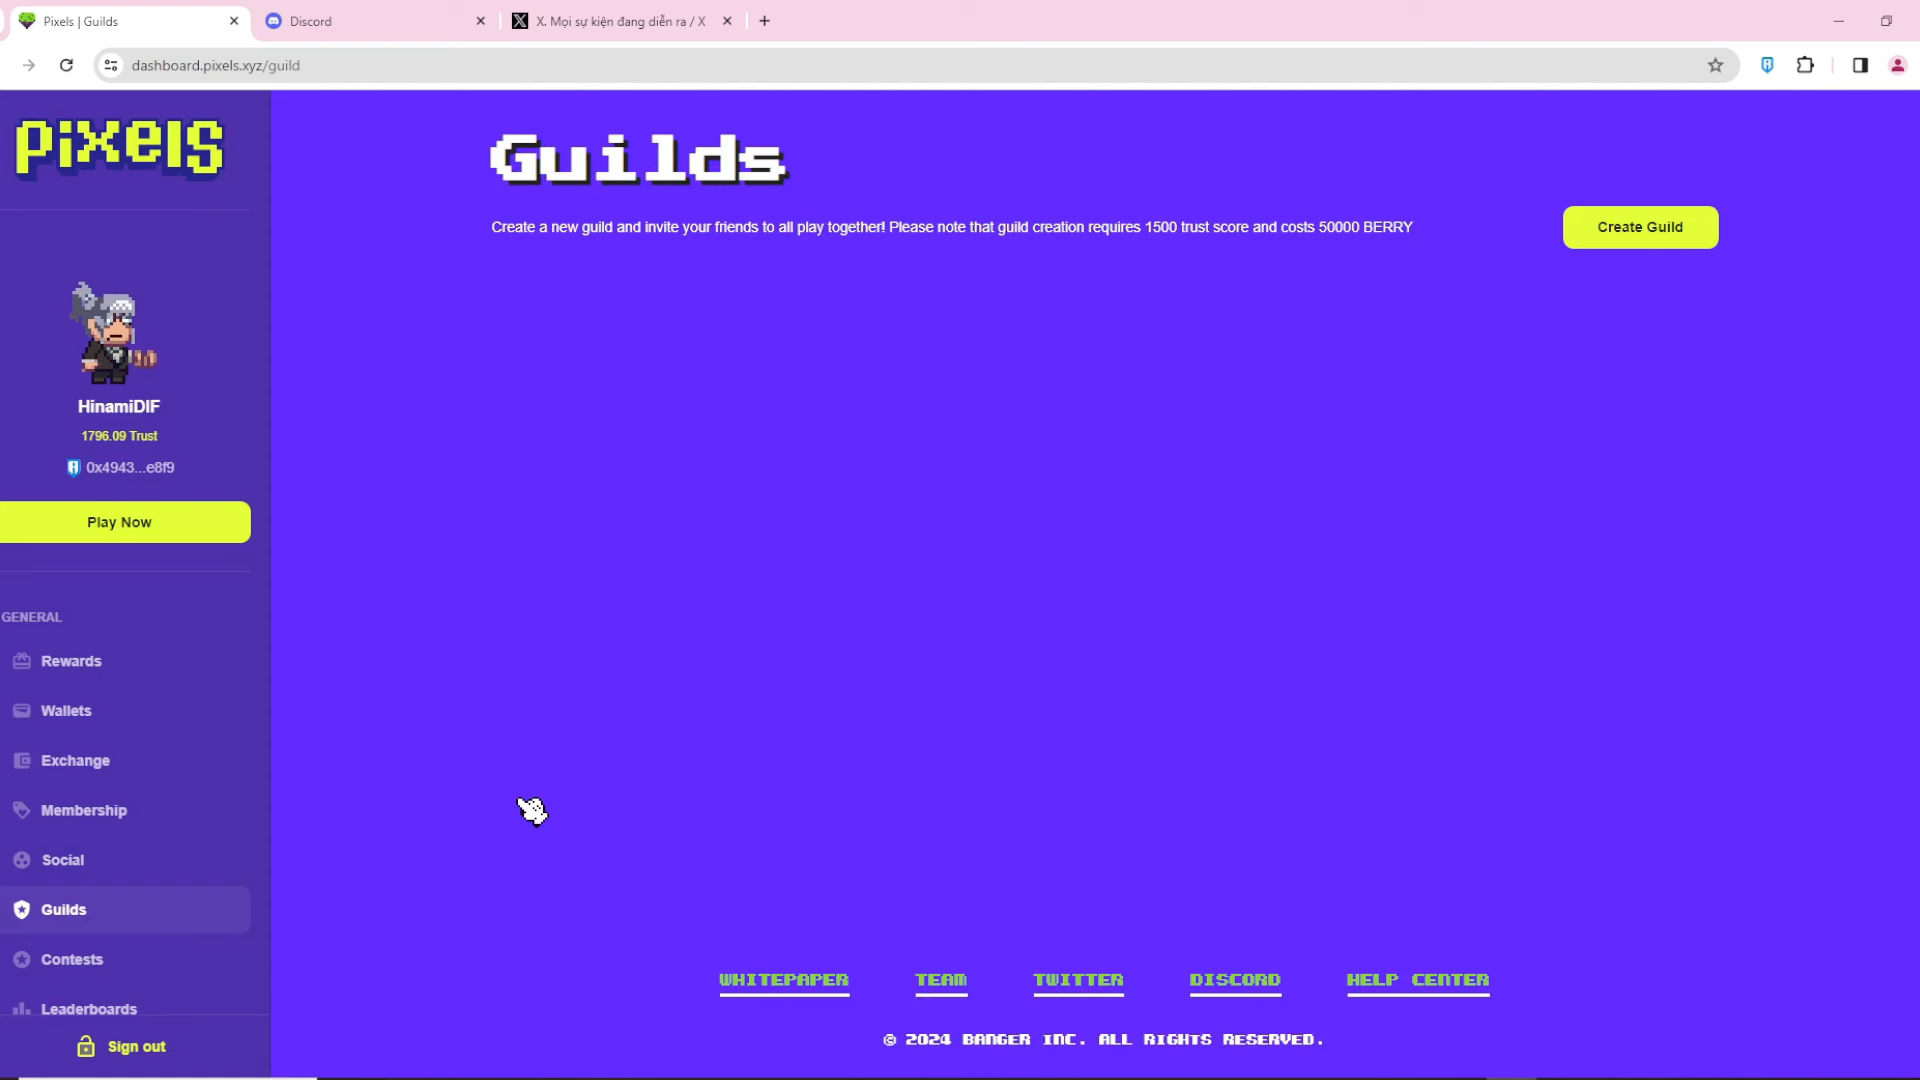 Pixels | Guilds
Discord
X. Mọi sự kiện đang diễn ra / X
dashboard.pixels.xyz/guild
pixels
HinamiDIF
1796.09 Trust
0x4943...e8f9
Play Now
GENERAL
Rewards
Wallets
Exchange
Membership
Social
Guilds
Contests
Leaderboards
Sign out
Guilds
Create a new guild and invite your friends to all play together! Please note that guild creation requires 1500 trust score and costs 50000 BERRY
Create Guild
WHITEPAPER
TEAM
TWITTER
DISCORD
HELP CENTER
© 2024 BANGER INC. ALL RIGHTS RESERVED.